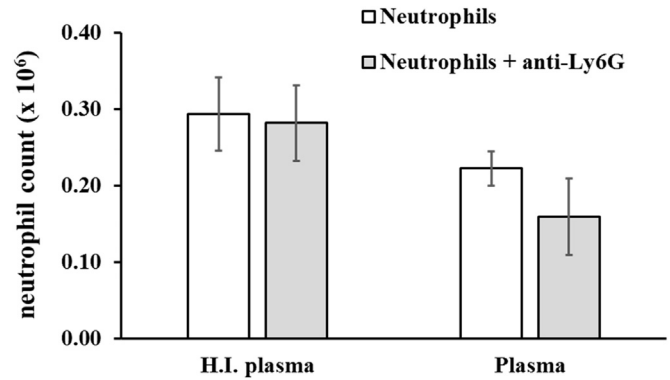 Neutrophils
Neutrophils + anti-Ly6G
neutrophil count (x 10⁶)
0.40
0.30
0.20
0.10
0.00
H.I. plasma
Plasma